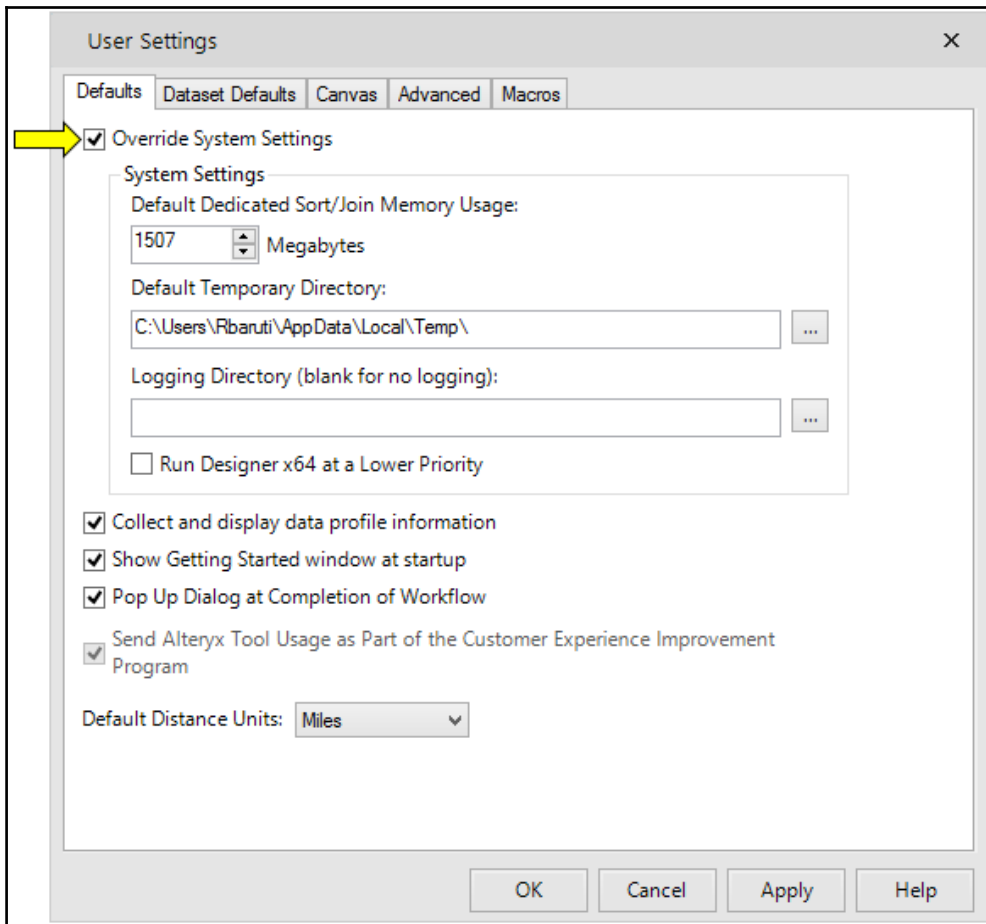 User Settings
Defaults Dataset Defaults Canvas Advanced Macros
Override System Settings
System Settings
Default Dedicated Sort/Join Memory Usage:
1507 Megabytes
Default Temporary Directory:
C:\Users\Rbaruti\AppData\Local\Temp\
...
Logging Directory (blank for no logging):
...
Run Designer x64 at a Lower Priority
Collect and display data profile information
Show Getting Started window at startup
Pop Up Dialog at Completion of Workflow
Send Alteryx Tool Usage as Part of the Customer Experience Improvement
Program
Default Distance Units: Miles
OK Cancel Apply Help